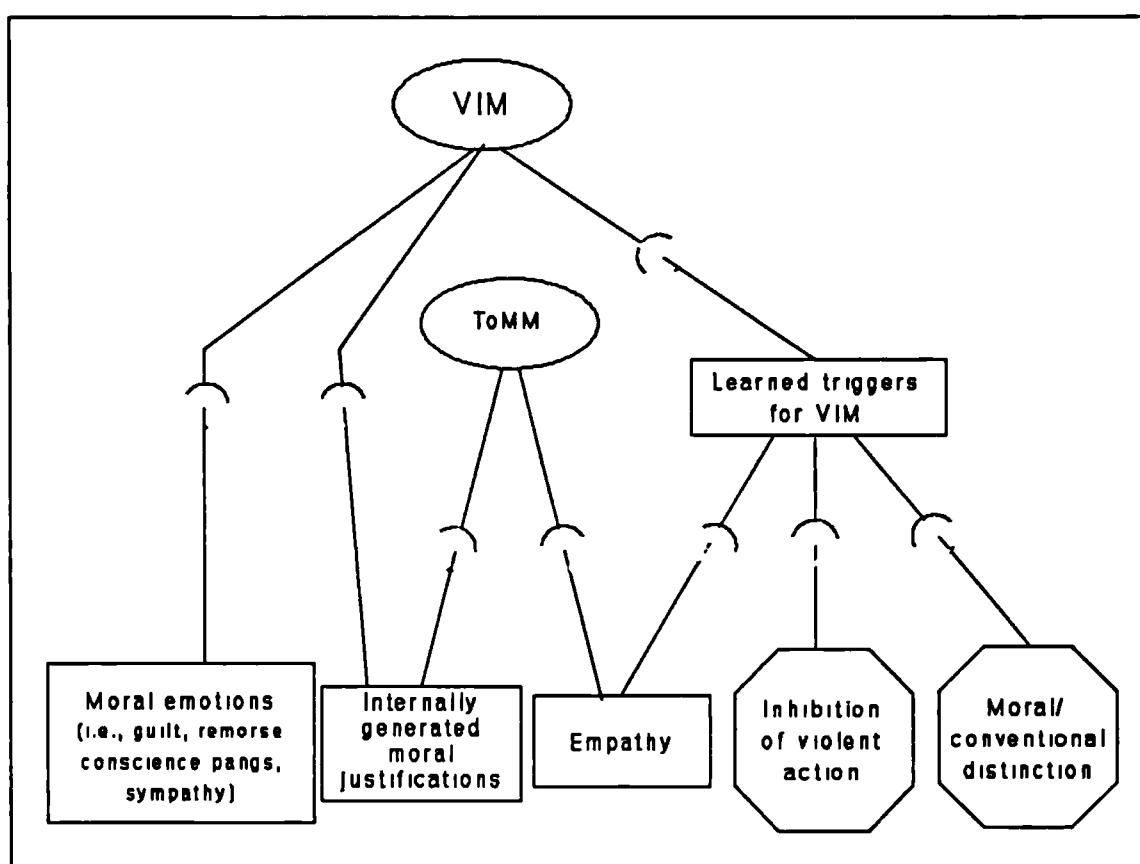 VIM
ToMM
Learned triggers
for VIM
Moral emotions
(i.e., guilt, remorse
conscience pangs,
sympathy)
Internally
generated
moral
justifications
Empathy
Inhibition
of violent
action
Moral/
conventional
distinction